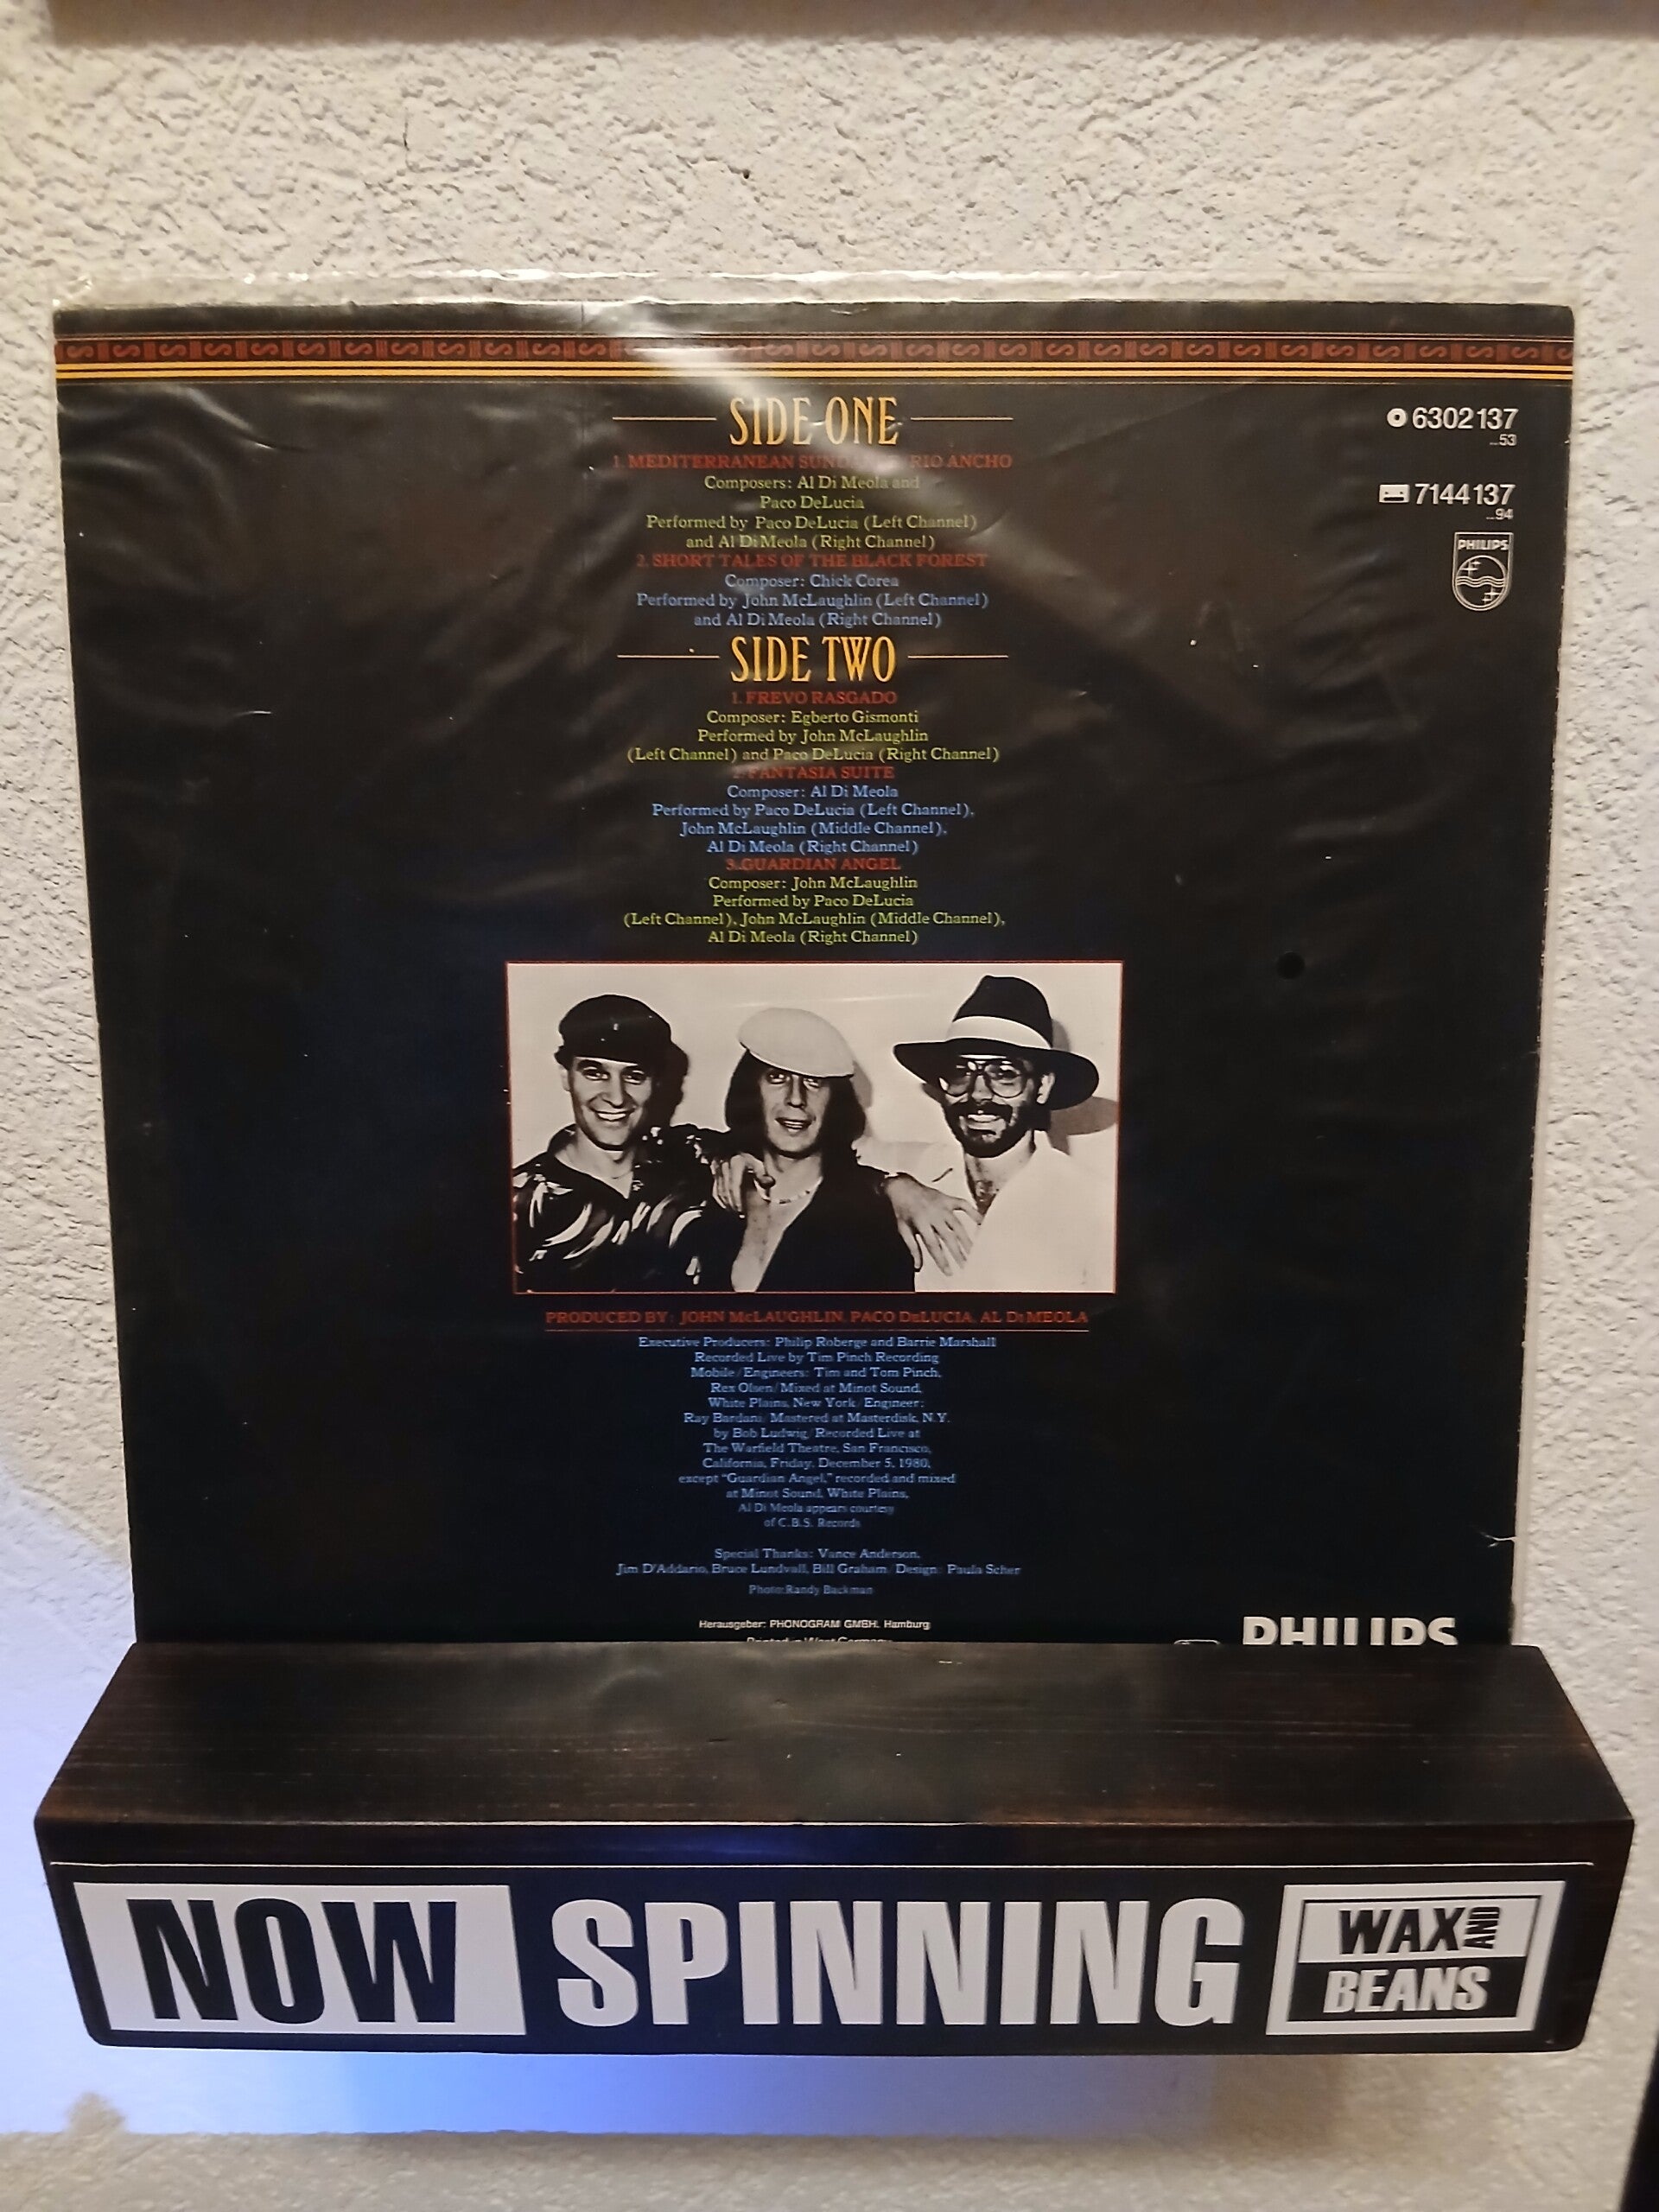 SIDE ONE
1. MEDITERRANEAN SUNDANCE RIO ANCHO
Composers: Al Di Meola and
Paco DeLucia
Performed by Paco DeLucia (Left Channel)
and Al Di Meola (Right Channel)
2. SHORT TALES OF THE BLACK FOREST
Composer: Chick Corea
Performed by John McLaughlin (Left Channel)
and Al Di Meola (Right Channel)
SIDE TWO
1. FREVO RASGADO
Composer: Egberto Gismonti
Performed by John McLaughlin
(Left Channel) and Paco DeLucia (Right Channel)
2. FANTASIA SUITE
Composer: Al Di Meola
Performed by Paco DeLucia (Left Channel),
John McLaughlin (Middle Channel),
Al Di Meola (Right Channel)
3. GUARDIAN ANGEL
Composer: John McLaughlin
Performed by Paco DeLucia
(Left Channel), John McLaughlin (Middle Channel),
Al Di Meola (Right Channel)
6302137
...53
7144137
...94
PHILIPS
PRODUCED BY: JOHN McLAUGHLIN, PACO DeLUCIA, AL Di MEOLA
Executive Producers: Philip Roberge and Barrie Marshall
Recorded Live by Tim Pinch Recording
Mobile/Engineers: Tim and Tom Pinch,
Rex Olsen/Mixed at Minot Sound,
White Plains, New York/Engineer:
Ray Bardani/Mastered at Masterdisk, N.Y.
by Bob Ludwig/Recorded Live at
The Warfield Theatre, San Francisco,
California, Friday, December 5, 1980,
except "Guardian Angel," recorded and mixed
at Minot Sound, White Plains,
Al Di Meola appears courtesy
of C.B.S. Records
Special Thanks: Vance Anderson,
Jim D'Addario, Bruce Lundvall, Bill Graham/Design: Paula Scher
Photo: Randy Backman
Herausgeber: PHONOGRAM GMBH, Hamburg
Printed in West Germany
PHILIPS
NOW SPINNING
WAX AND
BEANS